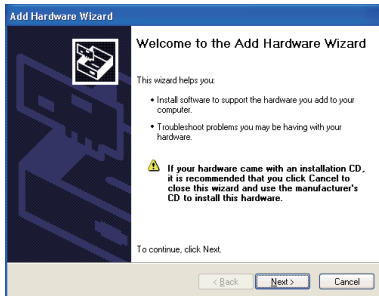 Add Hardware Wizard
Welcome to the Add Hardware Wizard
This wizard helps you:
• Install software to support the hardware you add to your
computer.
• Troubleshoot problems you may be having with your
hardware.
If your hardware came with an installation CD,
it is recommended that you click Cancel to
close this wizard and use the manufacturer's
CD to install this hardware.
To continue, click Next.
< Back
Next >
Cancel